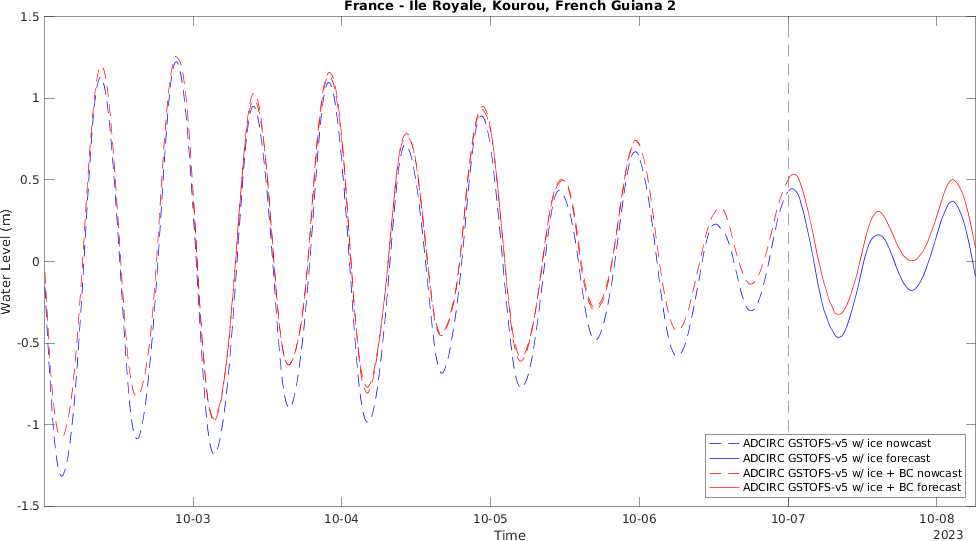 France - Ile Royale, Kourou, French Guiana 2
1.5
1
0.5
0
-0.5
-1
-1.5
Water Level (m)
10-03
10-04
10-05
10-06
10-07
10-08
Time
2023
ADCIRC GSTOFS-v5 w/ ice nowcast
ADCIRC GSTOFS-v5 w/ ice forecast
ADCIRC GSTOFS-v5 w/ ice + BC nowcast
ADCIRC GSTOFS-v5 w/ ice + BC forecast